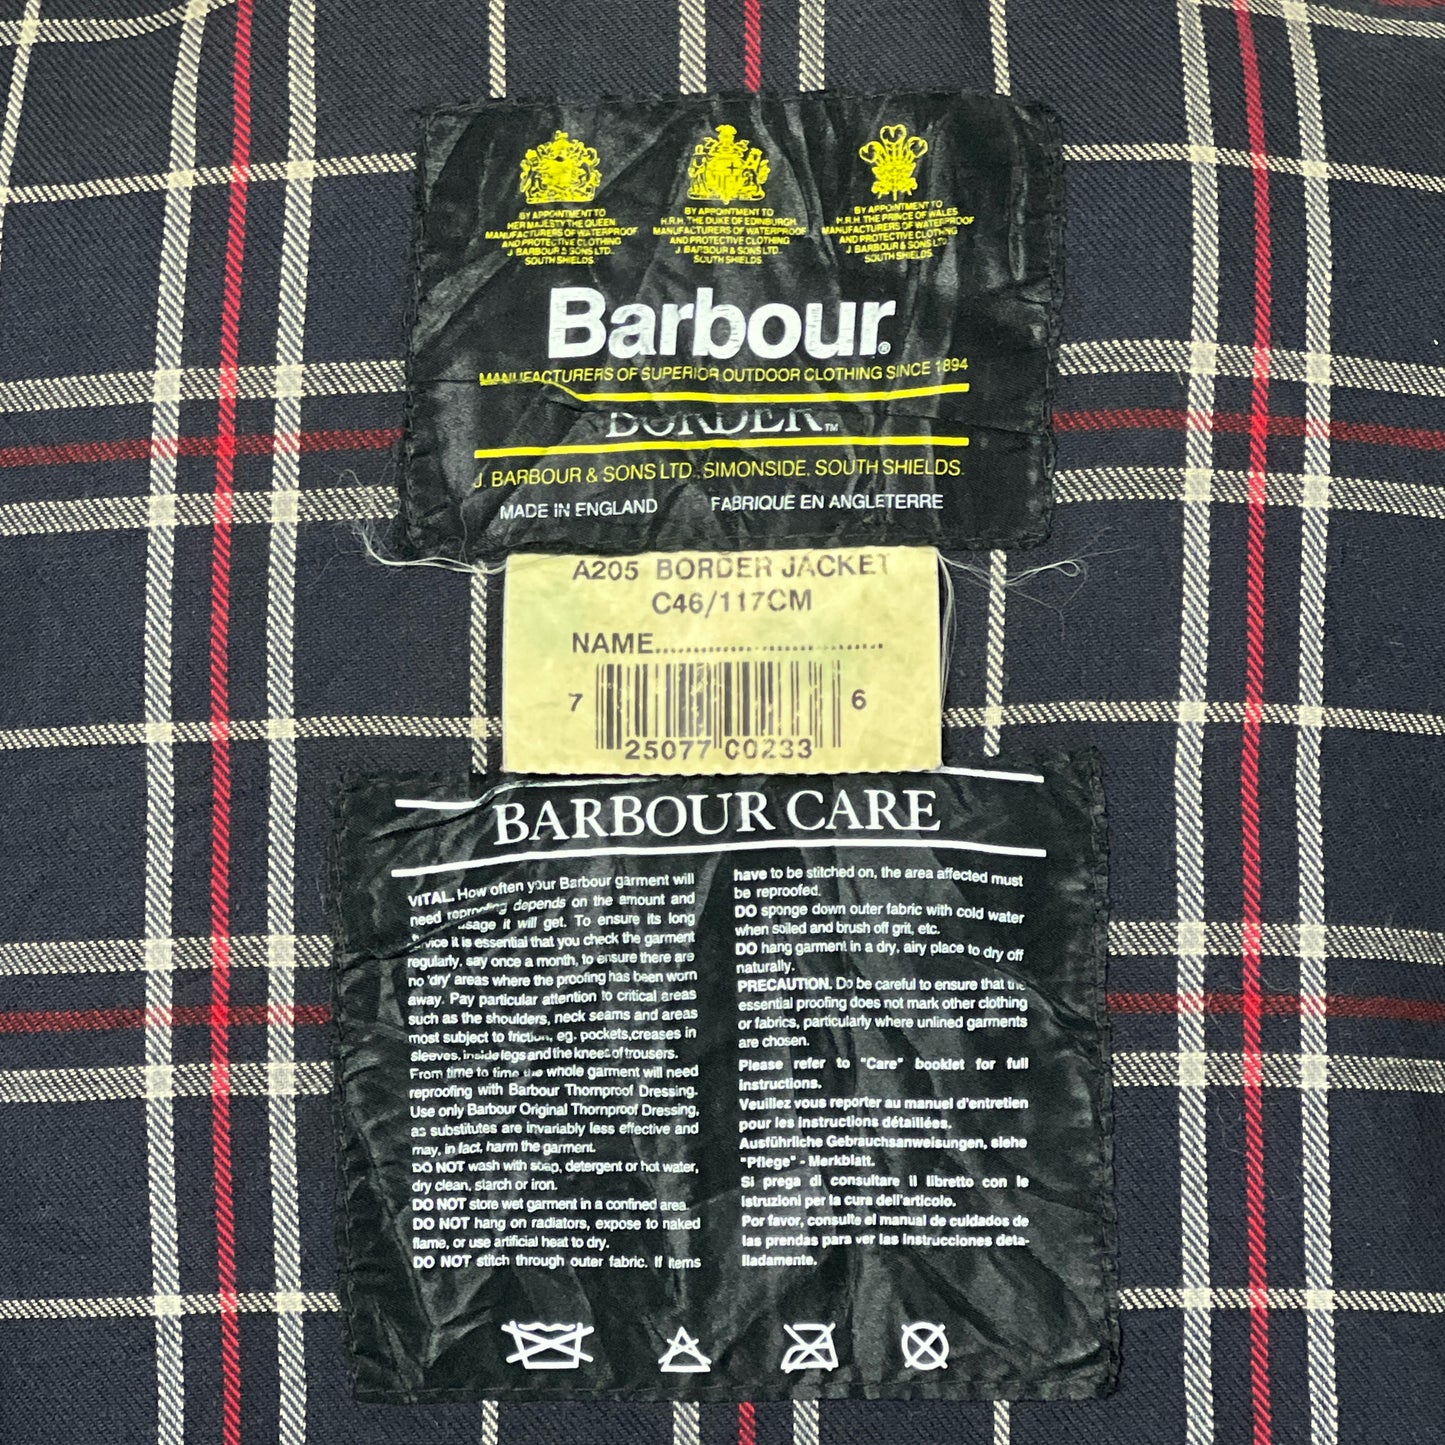 BY APPOINTMENT TO
HER MAJESTY THE QUEEN
MANUFACTURERS OF WATERPROOF
AND PROTECTIVE CLOTHING
J. BARBOUR & SONS LTD.
SOUTH SHIELDS
BY APPOINTMENT TO
H.R.H. THE DUKE OF EDINBURGH
MANUFACTURERS OF WATERPROOF
AND PROTECTIVE CLOTHING
J. BARBOUR & SONS LTD.
SOUTH SHIELDS
BY APPOINTMENT TO
H.R.H. THE PRINCE OF WALES
MANUFACTURERS OF WATERPROOF
AND PROTECTIVE CLOTHING
J. BARBOUR & SONS LTD.
SOUTH SHIELDS
Barbour®
MANUFACTURERS OF SUPERIOR OUTDOOR CLOTHING SINCE 1894
BORDER™
J. BARBOUR & SONS LTD., SIMONSIDE, SOUTH SHIELDS.
MADE IN ENGLAND FABRIQUE EN ANGLETERRE
A205 BORDER JACKET
C46/117CM
NAME........................
7 25077 00233 6
BARBOUR CARE
VITAL. How often your Barbour garment will
need reproofing depends on the amount and
usage it will get. To ensure its long
it is essential that you check the garment
regularly, say once a month, to ensure there are
no 'dry' areas where the proofing has been worn
away. Pay particular attention to critical areas
such as the shoulders, neck seams and areas
most subject to friction, eg. pockets,creases in
sleeves, inside legs and the knees of trousers.
From time to time the whole garment will need
reproofing with Barbour Thornproof Dressing.
Use only Barbour Original Thornproof Dressing,
as substitutes are invariably less effective and
may, in fact, harm the garment.
DO NOT wash with soap, detergent or hot water,
dry clean, starch or iron.
DO NOT store wet garment in a confined area.
DO NOT hang on radiators, expose to naked
flame, or use artificial heat to dry.
DO NOT stitch through outer fabric. If items
have to be stitched on, the area affected must
be reproofed.
DO sponge down outer fabric with cold water
when soiled and brush off grit, etc.
DO hang garment in a dry, airy place to dry off
naturally.
PRECAUTION. Do be careful to ensure that the
essential proofing does not mark other clothing
or fabrics, particularly where unlined garments
are chosen.
Please refer to "Care" booklet for full
instructions.
Veuillez vous reporter au manuel d'entretien
pour les instructions détaillées.
Ausführliche Gebrauchsanweisungen, siehe
"Pflege" - Merkblatt.
Si prega di consultare il libretto con le
istruzioni per la cura dell'articolo.
Por favor, consulte el manual de cuidados de
las prendas para ver las instrucciones deta-
lladamente.